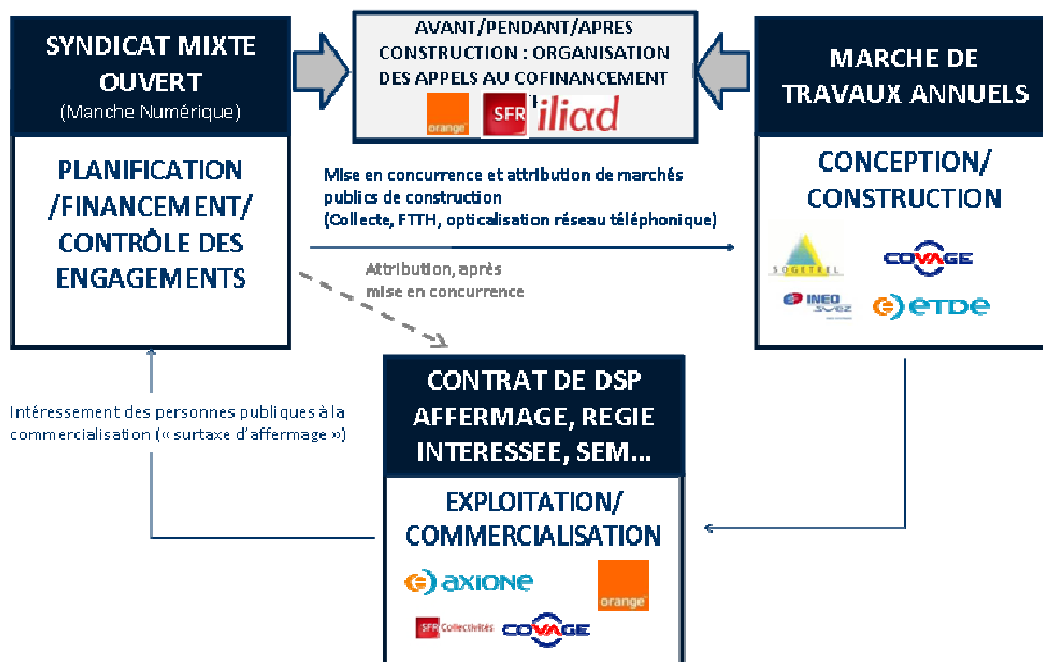 SYNDICAT MIXTE
OUVERT
(Manche Numérique)
PLANIFICATION
/FINANCEMENT/
CONTRÔLE DES
ENGAGEMENTS
AVANT/PENDANT/APRES
CONSTRUCTION : ORGANISATION
DES APPELS AU COFINANCEMENT
orange
SFR
iliad
MARCHE DE
TRAVAUX ANNUELS
CONCEPTION/
CONSTRUCTION
SOGETREL
COVAGE
INEO
SUEZ
ETDE
Mise en concurrence et attribution de marchés
publics de construction
(Collecte, FTTH, opticalisation réseau téléphonique)
Attribution, après
mise en concurrence
Intéressement des personnes publiques à la
commercialisation (« surtaxe d'affermage »)
CONTRAT DE DSP
AFFERMAGE, REGIE
INTERESSEE, SEM...
EXPLOITATION/
COMMERCIALISATION
axione
orange
SFR Collectivités
COVAGE